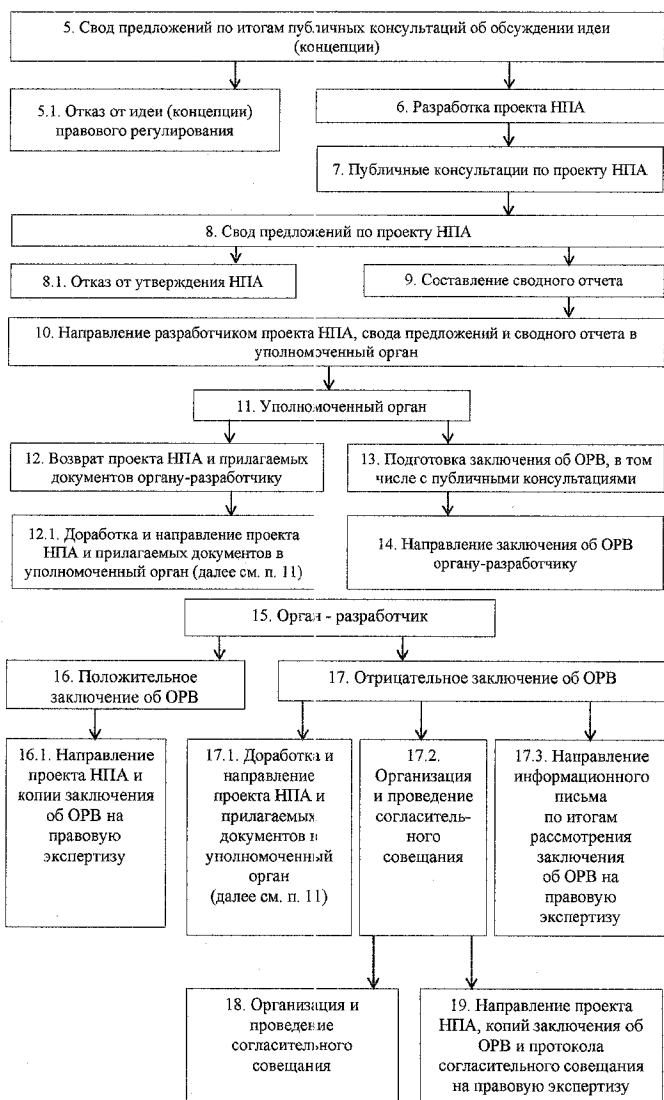 5. Свод предложений по итогам публичных консультаций об обсуждении идеи
(концепции)
5.1. Отказ от идеи (концепции)
правового регулирования
6. Разработка проекта НПА
7. Публичные консультации по проекту НПА
8. Свод предложений по проекту НПА
8.1. Отказ от утверждения НПА
9. Составление сводного отчета
10. Направление разработчиком проекта НПА, свода предложений и сводного отчета в
уполномоченный орган
11. Уполномоченный орган
12. Возврат проекта НПА и прилагаемых
документов органу-разработчику
13. Подготовка заключения об ОРВ, в том
числе с публичными консультациями
12.1. Доработка и направление проекта
НПА и прилагаемых документов в
уполномоченный орган (далее см. п. 11)
14. Направление заключения об ОРВ
органу-разработчику
15. Орган - разработчик
16. Положительное
заключение об ОРВ
17. Отрицательное заключение об ОРВ
16.1. Направление
проекта НПА и
копии заключения
об ОРВ на
правовую
экспертизу
17.1. Доработка и
направление
проекта НПА и
прилагаемых
документов в
уполномоченный
орган
(далее см. п. 11)
17.2.
Организация
и проведение
согласитель-
ного
совещания
17.3. Направление
информационного
письма
по итогам
рассмотрения
заключения
об ОРВ на
правовую
экспертизу
18. Организация и
проведение
согласительного
совещания
19. Направление проекта
НПА, копий заключения об
ОРВ и протокола
согласительного совещания
на правовую экспертизу